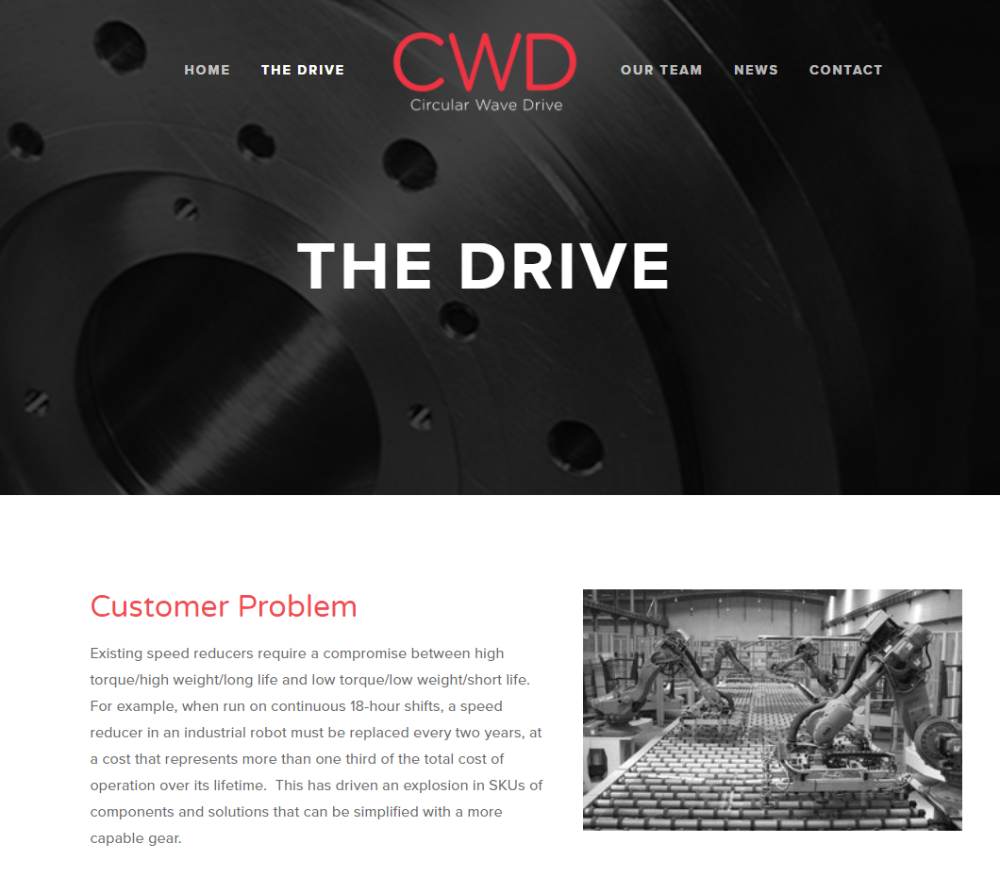 HOME
THE DRIVE
CWD
Circular Wave Drive
OUR TEAM
NEWS
CONTACT
THE DRIVE
Customer Problem
Existing speed reducers require a compromise between high
torque/high weight/long life and low torque/low weight/short life.
For example, when run on continuous 18-hour shifts, a speed
reducer in an industrial robot must be replaced every two years, at
a cost that represents more than one third of the total cost of
operation over its lifetime.  This has driven an explosion in SKUs of
components and solutions that can be simplified with a more
capable gear.